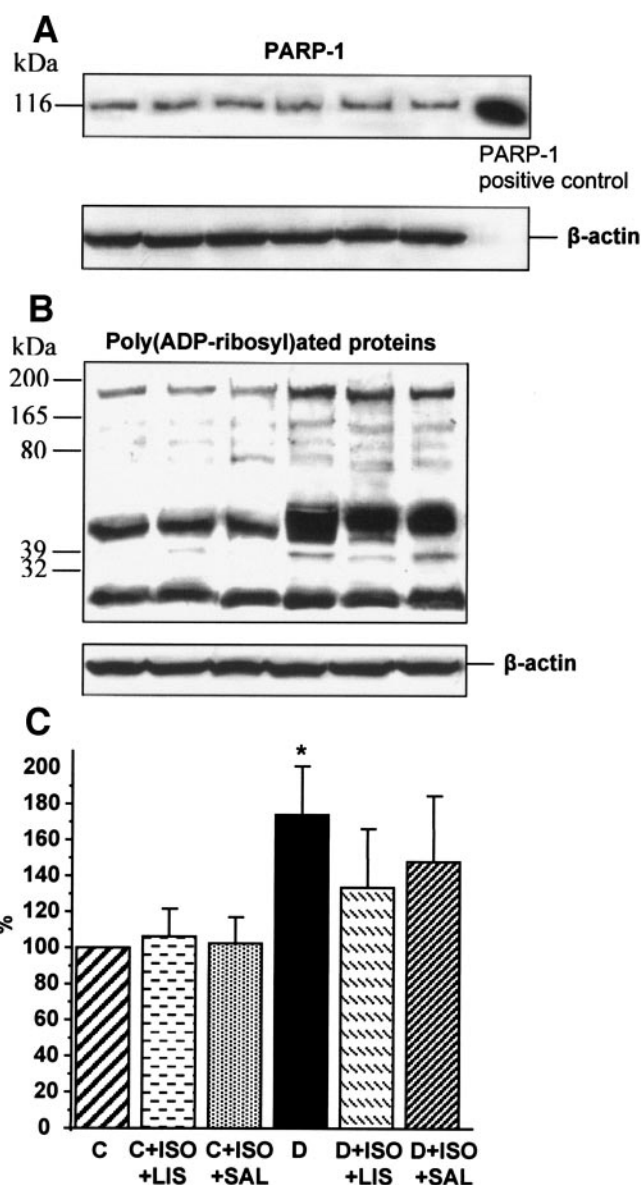 A
kDa
PARP-1
116
PARP-1
positive control
β-actin
B
kDa
Poly(ADP-ribosyl)ated proteins
200
165
80
39
32
β-actin
C
200
180
160
140
120
100
80
60
40
20
0
%
*
C C+ISO C+ISO D D+ISO D+ISO
+LIS +SAL +LIS +SAL